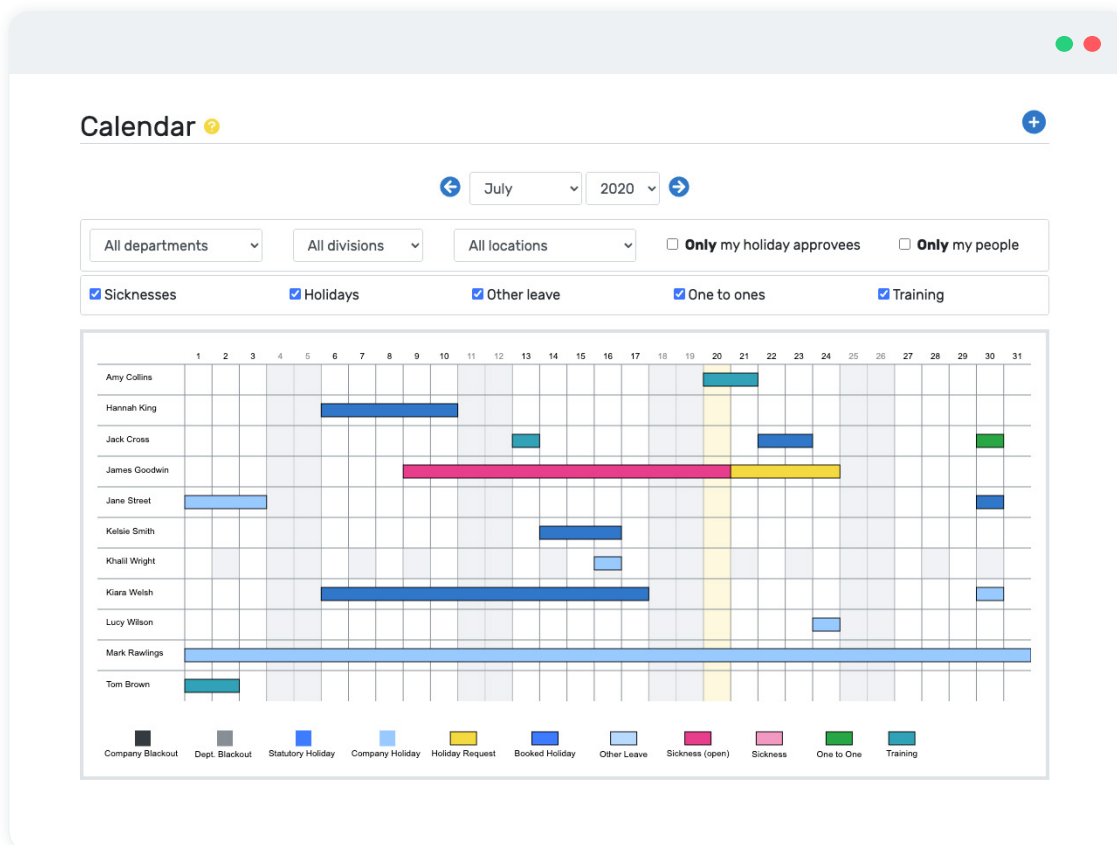 Calendar ?
July 2020
All departments All divisions All locations Only my holiday approvees Only my people
Sicknesses Holidays Other leave One to ones Training
1 2 3 4 5 6 7 8 9 10 11 12 13 14 15 16 17 18 19 20 21 22 23 24 25 26 27 28 29 30 31
Amy Collins
Hannah King
Jack Cross
James Goodwin
Jane Street
Kelsie Smith
Khalil Wright
Kiara Welsh
Lucy Wilson
Mark Rawlings
Tom Brown
Company Blackout Dept. Blackout Statutory Holiday Company Holiday Holiday Request Booked Holiday Other Leave Sickness (open) Sickness One to One Training